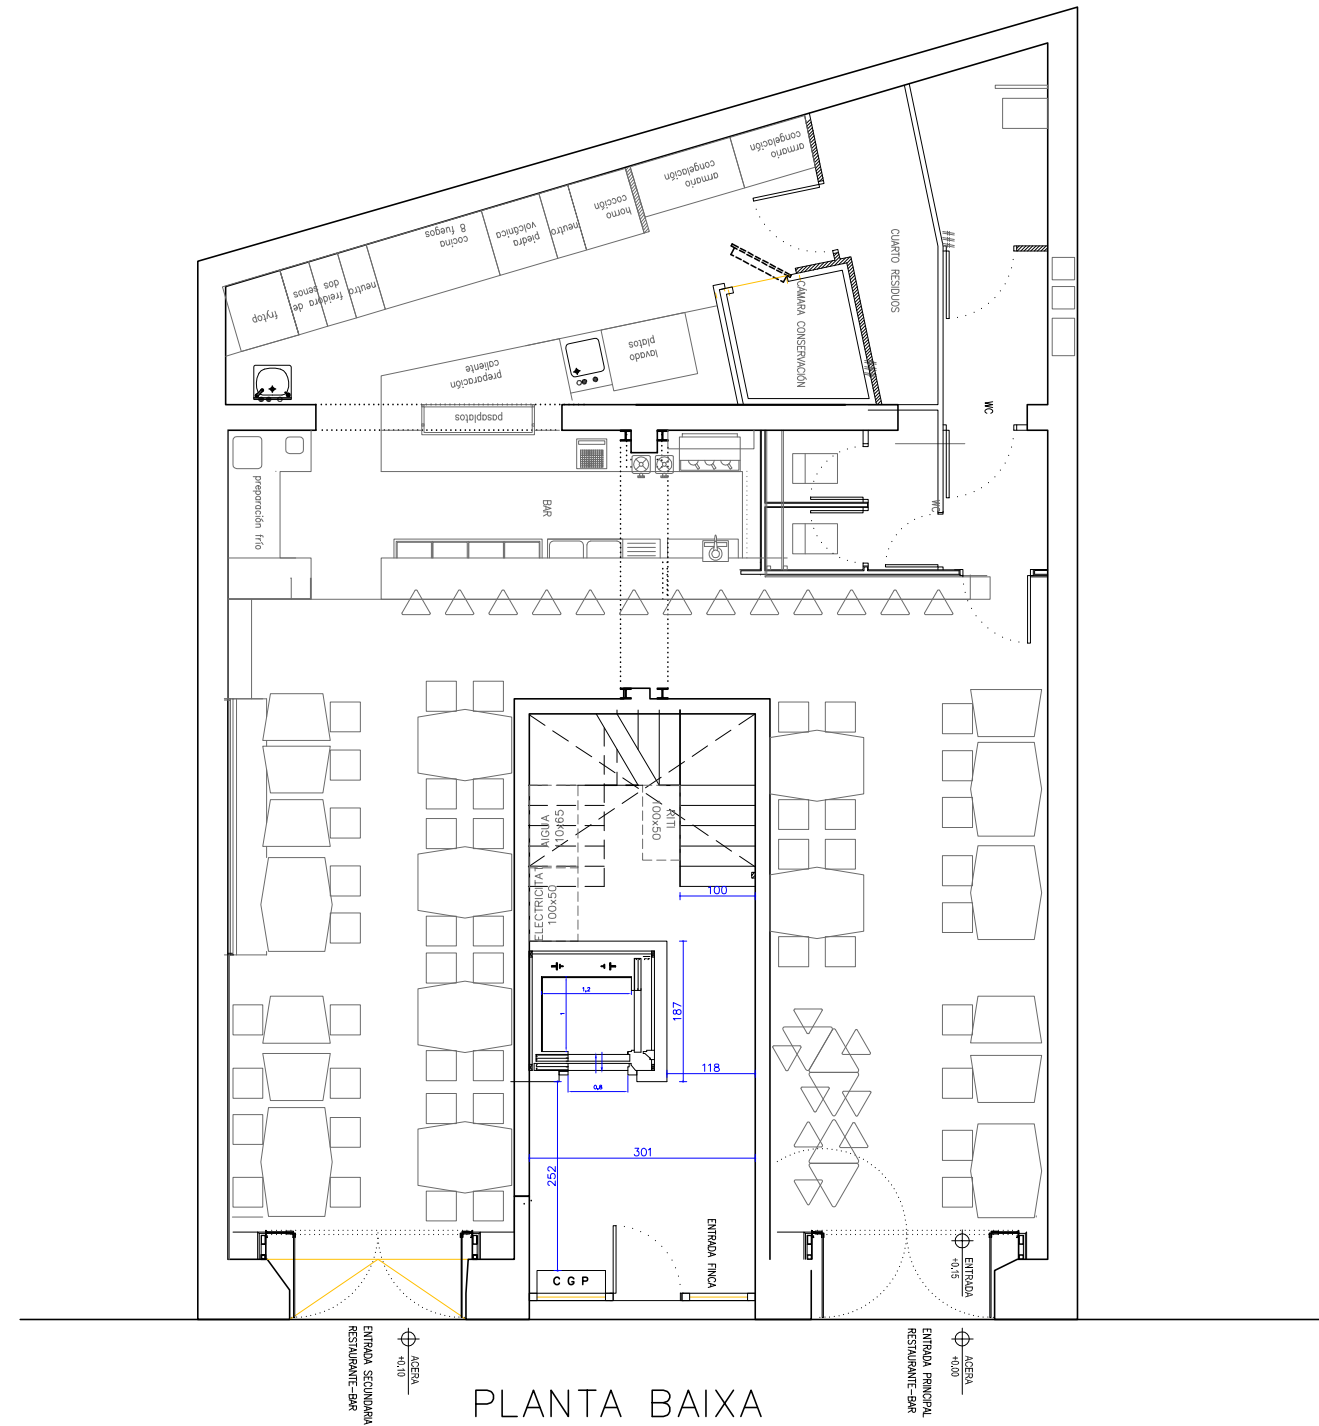 armario
congelación
armario
congelación
horno
cocción
neutro
piedra
volcánica
cocina
8 fuegos
neutro
freidora de
dos senos
frytop
CUARTO RESIDUOS
CÁMARA CONSERVACIÓN
lavado
platos
preparación
caliente
pasaplatos
WC
WC
preparación frío
BAR
AIGUA
110x65
RITI
100x50
ELECTRICITAT
100x50
100
187
1,2
1
118
0,8
301
252
ENTRADA FINCA
C G P
ENTRADA
+0,15
ACERA
+0,10
ENTRADA SECUNDARIA
RESTAURANTE-BAR
ACERA
+0,00
ENTRADA PRINCIPAL
RESTAURANTE-BAR
PLANTA BAIXA